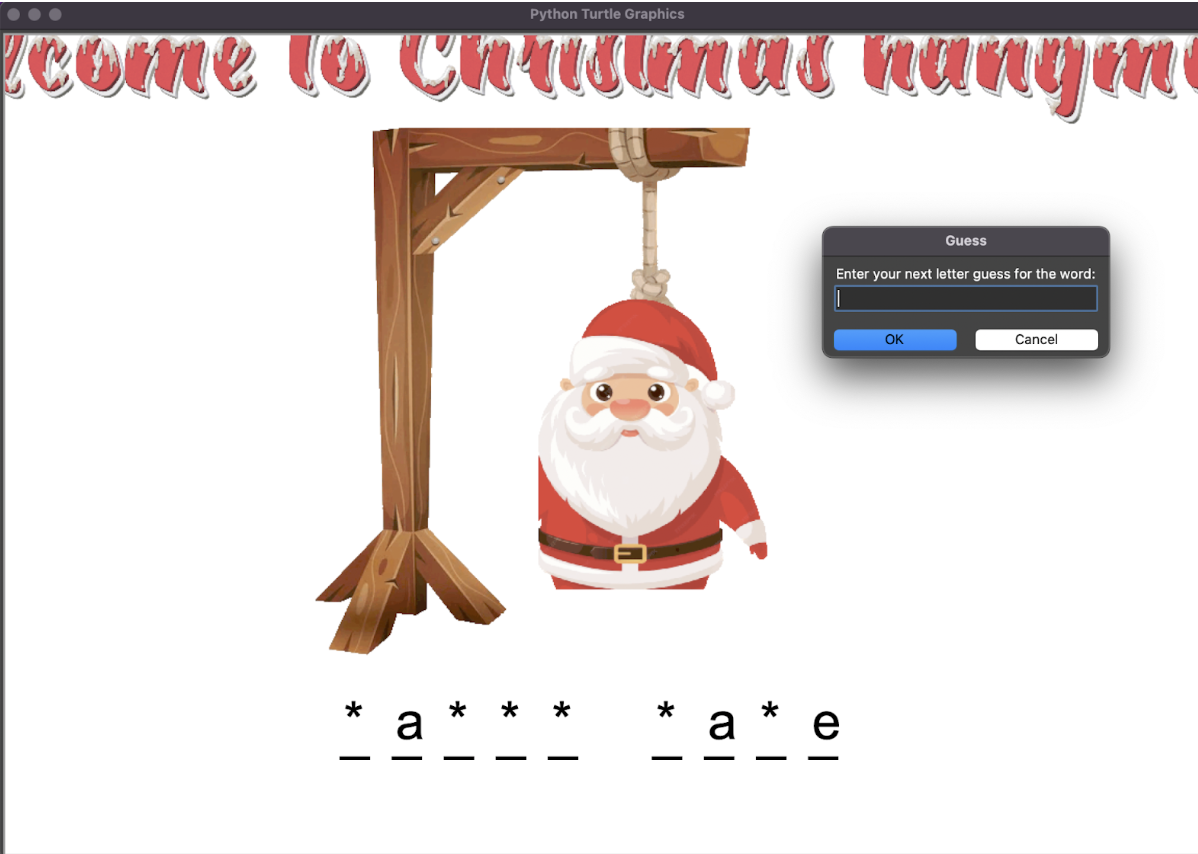 Python Turtle Graphics
lcome to Christmas hangm
Guess
Enter your next letter guess for the word:
OK Cancel
* a * * * * a * e